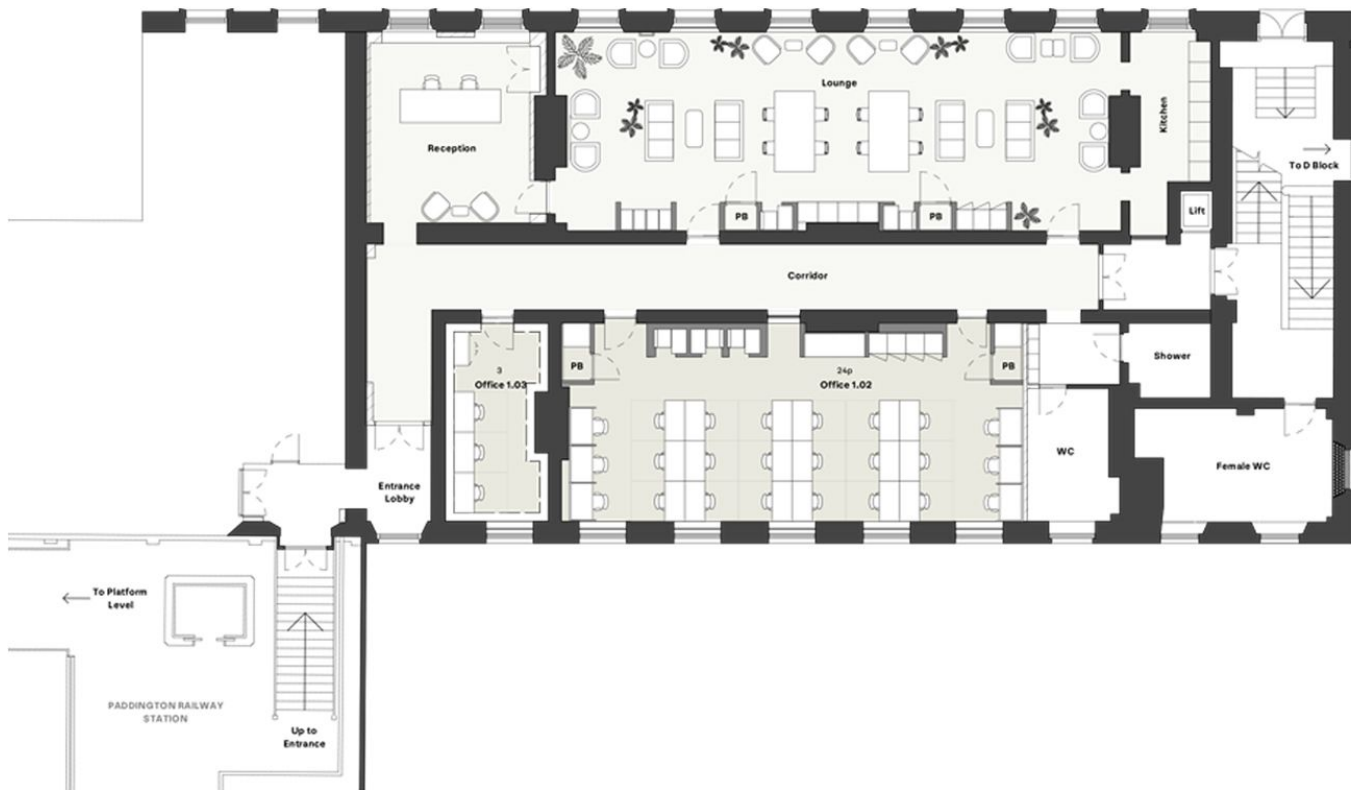 Lounge
Kitchen
Reception
To D Block
PB
PB
Lift
Corridor
Shower
PB
3
Office 1.03
24p
Office 1.02
PB
WC
Female WC
Entrance
Lobby
To Platform
Level
PADDINGTON RAILWAY
STATION
Up to
Entrance